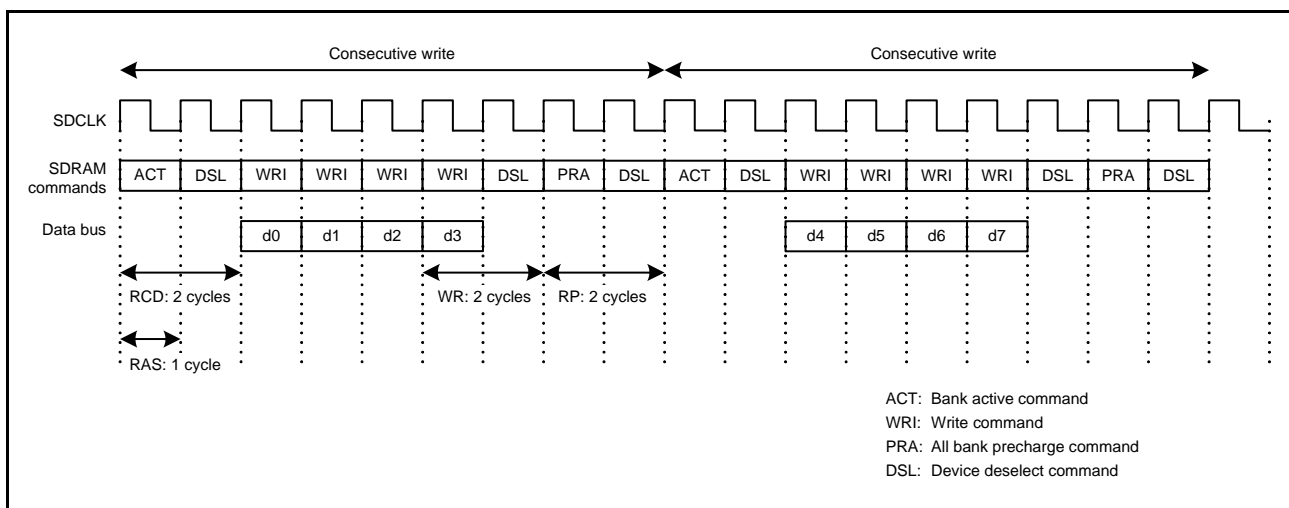 Consecutive write Consecutive write
SDCLK
SDRAM commands ACT DSL WRI WRI WRI WRI DSL PRA DSL ACT DSL WRI WRI WRI WRI DSL PRA DSL
Data bus d0 d1 d2 d3 d4 d5 d6 d7
RCD: 2 cycles WR: 2 cycles RP: 2 cycles
RAS: 1 cycle
ACT: Bank active command
WRI: Write command
PRA: All bank precharge command
DSL: Device deselect command